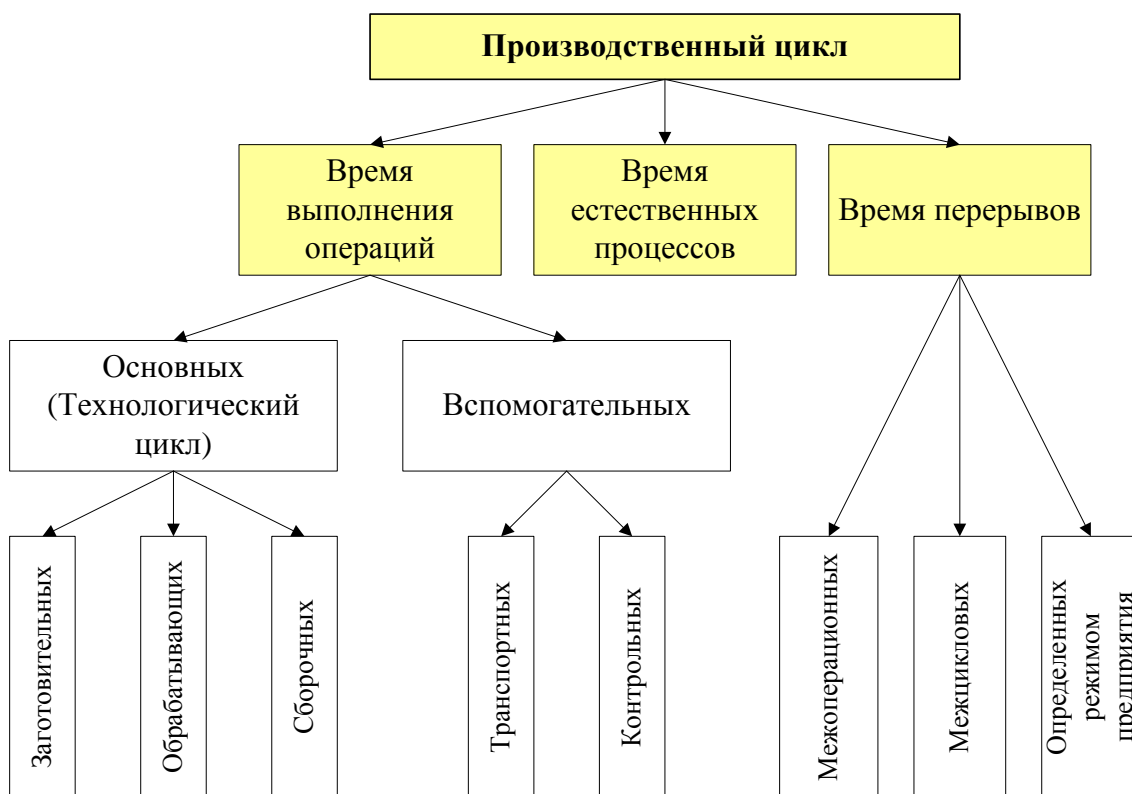 Производственный цикл
Время
выполнения
операций
Время
естественных
процессов
Время перерывов
Основных
(Технологический
цикл)
Вспомогательных
Заготовительных
Обрабатывающих
Сборочных
Транспортных
Контрольных
Межоперационных
Межцикловых
Определенных
режимом
предприятия